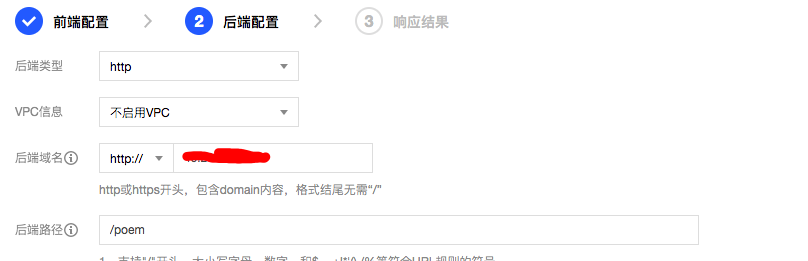 前端配置 2 后端配置 3 响应结果
后端类型 http
VPC信息 不启用VPC
后端域名 http://
http或https开头，包含domain内容，格式结尾无需“/”
后端路径 /poem